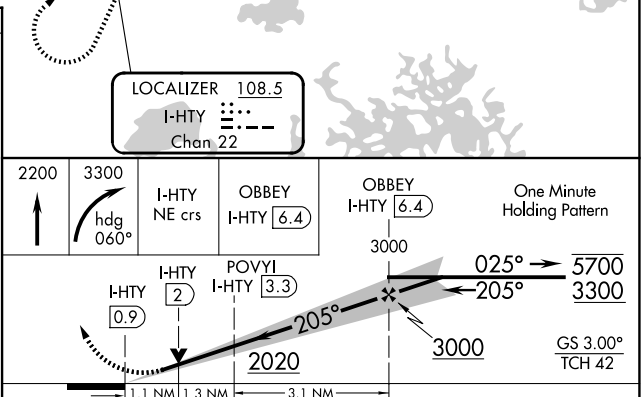 LOCALIZER 108.5
I-HTY
Chan 22
2200
3300
hdg
060°
I-HTY
NE crs
OBBEY
I-HTY 6.4
OBBEY
I-HTY 6.4
3000
One Minute
Holding Pattern
025°
5700
205°
3300
I-HTY
0.9
I-HTY
2
POVYI
I-HTY 3.3
205°
2020
3000
GS 3.00°
TCH 42
1.1 NM
1.3 NM
3.1 NM